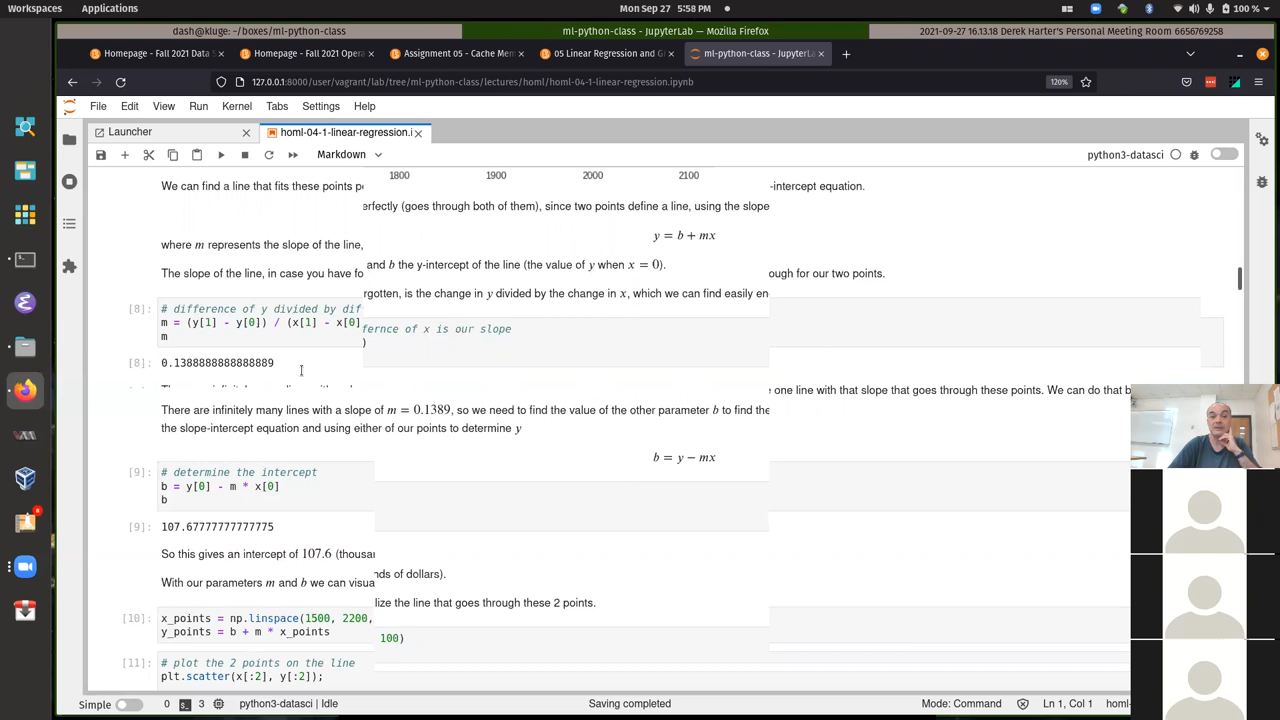 Workspaces Applications Mon Sep 27 5:58 PM 100 %
dash@kluge: ~/boxes/ml-python-class ml-python-class - JupyterLab — Mozilla Firefox 2021-09-27 16.13.18 Derek Harter's Personal Meeting Room 6656769258
Homepage - Fall 2021 Data S Homepage - Fall 2021 Opera Assignment 05 - Cache Mem 05 Linear Regression and G ml-python-class - JupyterLa
127.0.0.1:8000/user/vagrant/lab/tree/ml-python-class/lectures/homl/homl-04-1-linear-regression.ipynb 120%
File Edit View Run Kernel Tabs Settings Help
Launcher homl-04-1-linear-regression.i
Markdown python3-datasci
1800 1900 2000 2100
We can find a line that fits these points p -intercept equation.
erfectly (goes through both of them), since two points define a line, using the slope
y = b + mx
where m represents the slope of the line,
and b the y-intercept of the line (the value of y when x = 0).
The slope of the line, in case you have fo ough for our two points.
rgotten, is the change in y divided by the change in x, which we can find easily en
[8]: # difference of y divided by dif
m = (y[1] - y[0]) / (x[1] - x[0]
fernce of x is our slope
m )
[8]: 0.1388888888888889
e one line with that slope that goes through these points. We can do that b
There are infinitely many lines with a slope of m = 0.1389, so we need to find the value of the other parameter b to find the
the slope-intercept equation and using either of our points to determine y
b = y − mx
[9]: # determine the intercept
b = y[0] - m * x[0]
b
[9]: 107.67777777777775
So this gives an intercept of 107.6 (thousan
nds of dollars).
With our parameters m and b we can visua
lize the line that goes through these 2 points.
[10]: x_points = np.linspace(1500, 2200,
y_points = b + m * x_points
100)
[11]: # plot the 2 points on the line
plt.scatter(x[:2], y[:2]);
Simple 0 3 python3-datasci | Idle Saving completed Mode: Command Ln 1, Col 1 homl-